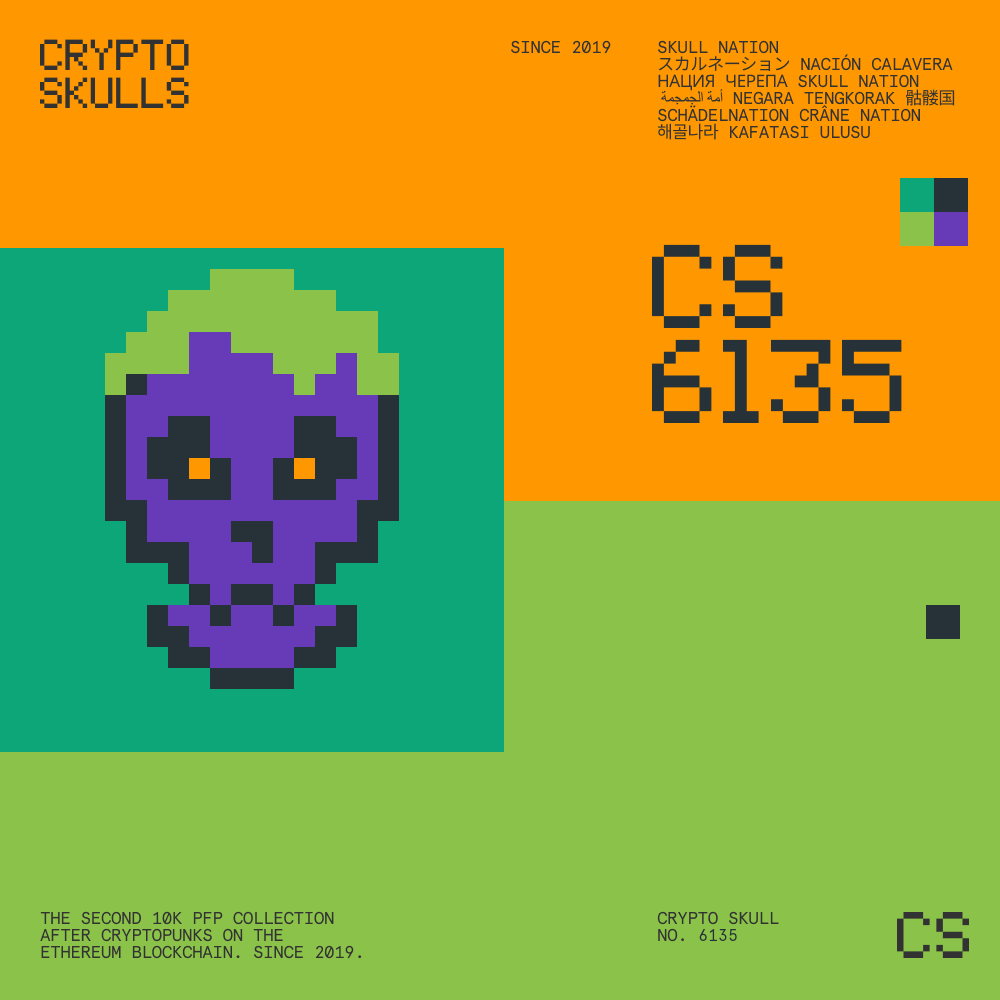 CRYPTO
SKULLS
SINCE 2019
SKULL NATION
スカルネーション NACIÓN CALAVERA
НАЦИЯ ЧЕРЕПА SKULL NATION
أمة الجمجمة NEGARA TENGKORAK 骷髅国
SCHÄDELNATION CRÂNE NATION
해골나라 KAFATASI ULUSU
CS
6135
THE SECOND 10K PFP COLLECTION
AFTER CRYPTOPUNKS ON THE
ETHEREUM BLOCKCHAIN. SINCE 2019.
CRYPTO SKULL
NO. 6135
CS